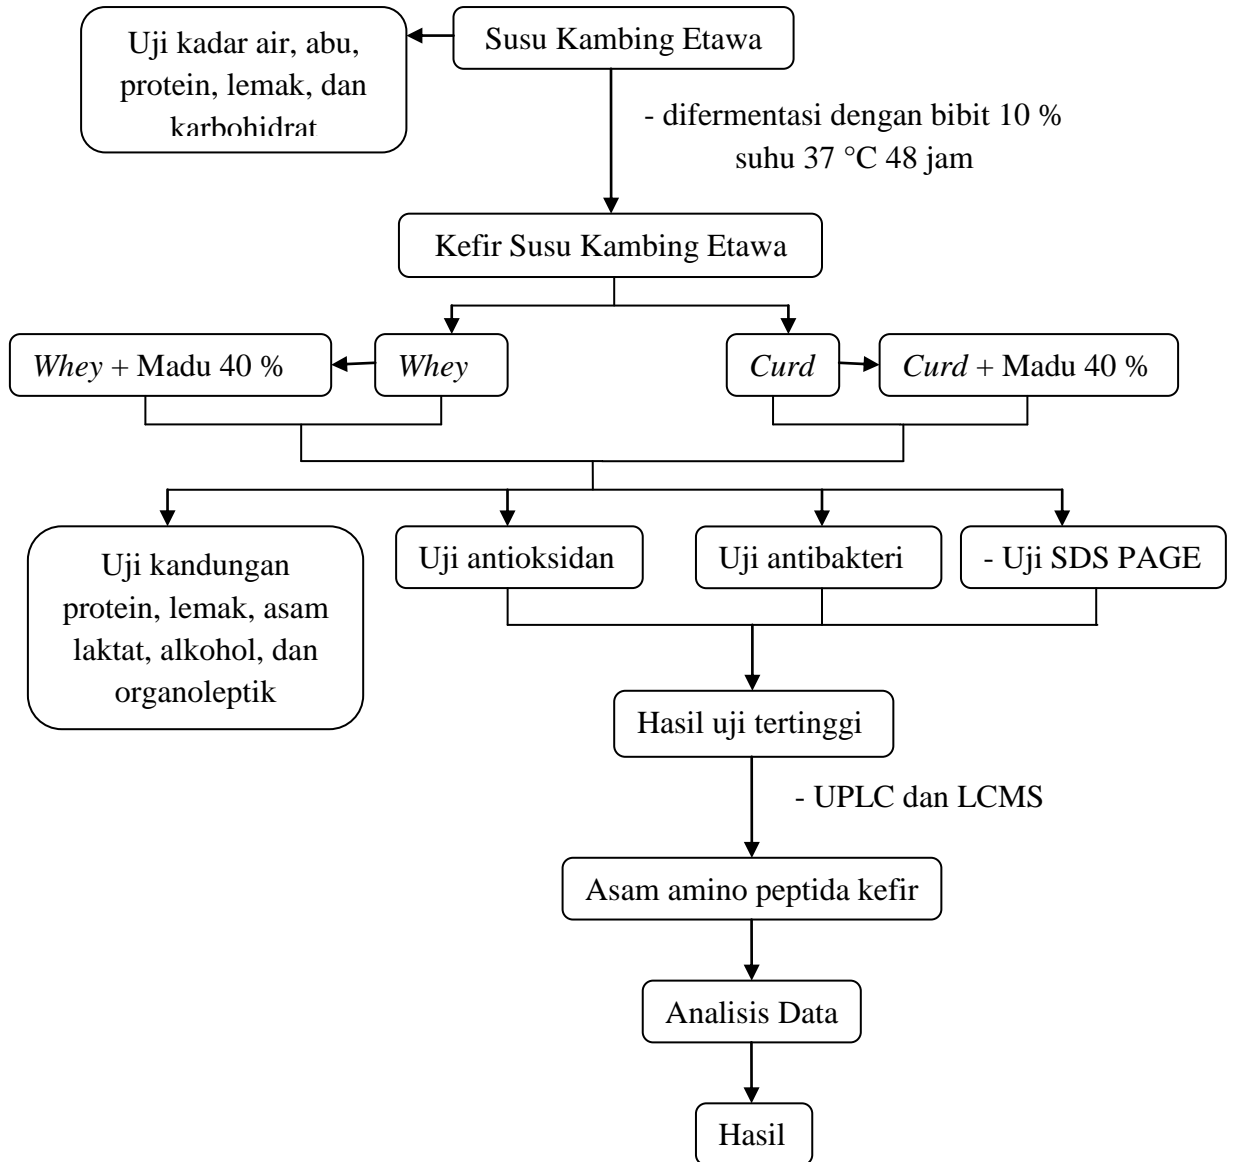 Uji kadar air, abu,
protein, lemak, dan
karbohidrat
Susu Kambing Etawa
- difermentasi dengan bibit 10 %
suhu 37 °C 48 jam
Kefir Susu Kambing Etawa
Whey + Madu 40 %
Whey
Curd
Curd + Madu 40 %
Uji kandungan
protein, lemak, asam
laktat, alkohol, dan
organoleptik
Uji antioksidan
Uji antibakteri
- Uji SDS PAGE
Hasil uji tertinggi
- UPLC dan LCMS
Asam amino peptida kefir
Analisis Data
Hasil